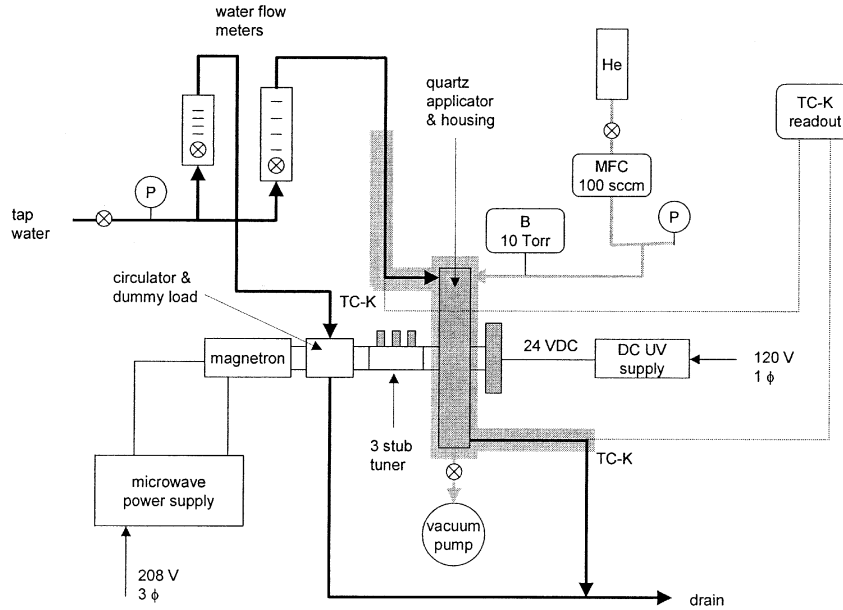 water flow
meters
He
quartz
applicator
& housing
TC-K
readout
MFC
100 sccm
P
P
tap
water
B
10 Torr
circulator &
dummy load
TC-K
magnetron
24 VDC
DC UV
supply
120 V
1 ϕ
3 stub
tuner
TC-K
microwave
power supply
vacuum
pump
208 V
3 ϕ
drain